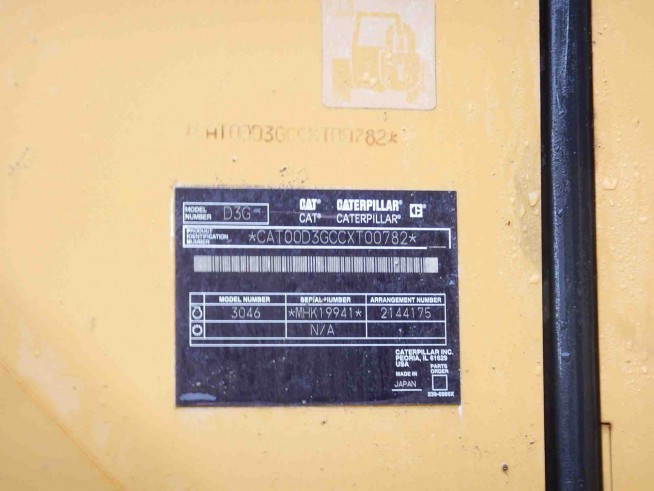 CAT00D3GCCXT00782*
MODEL NUMBER D3G
CAT CATERPILLAR
CAT® CATERPILLAR®
PRODUCT IDENTIFICATION NUMBER *CAT00D3GCCXT00782*
MODEL NUMBER SERIAL NUMBER ARRANGEMENT NUMBER
3046 *MHK19941* 2144175
N/A
CATERPILLAR INC.
PEORIA, IL 61629
USA
MADE IN JAPAN
PARTS ORDER